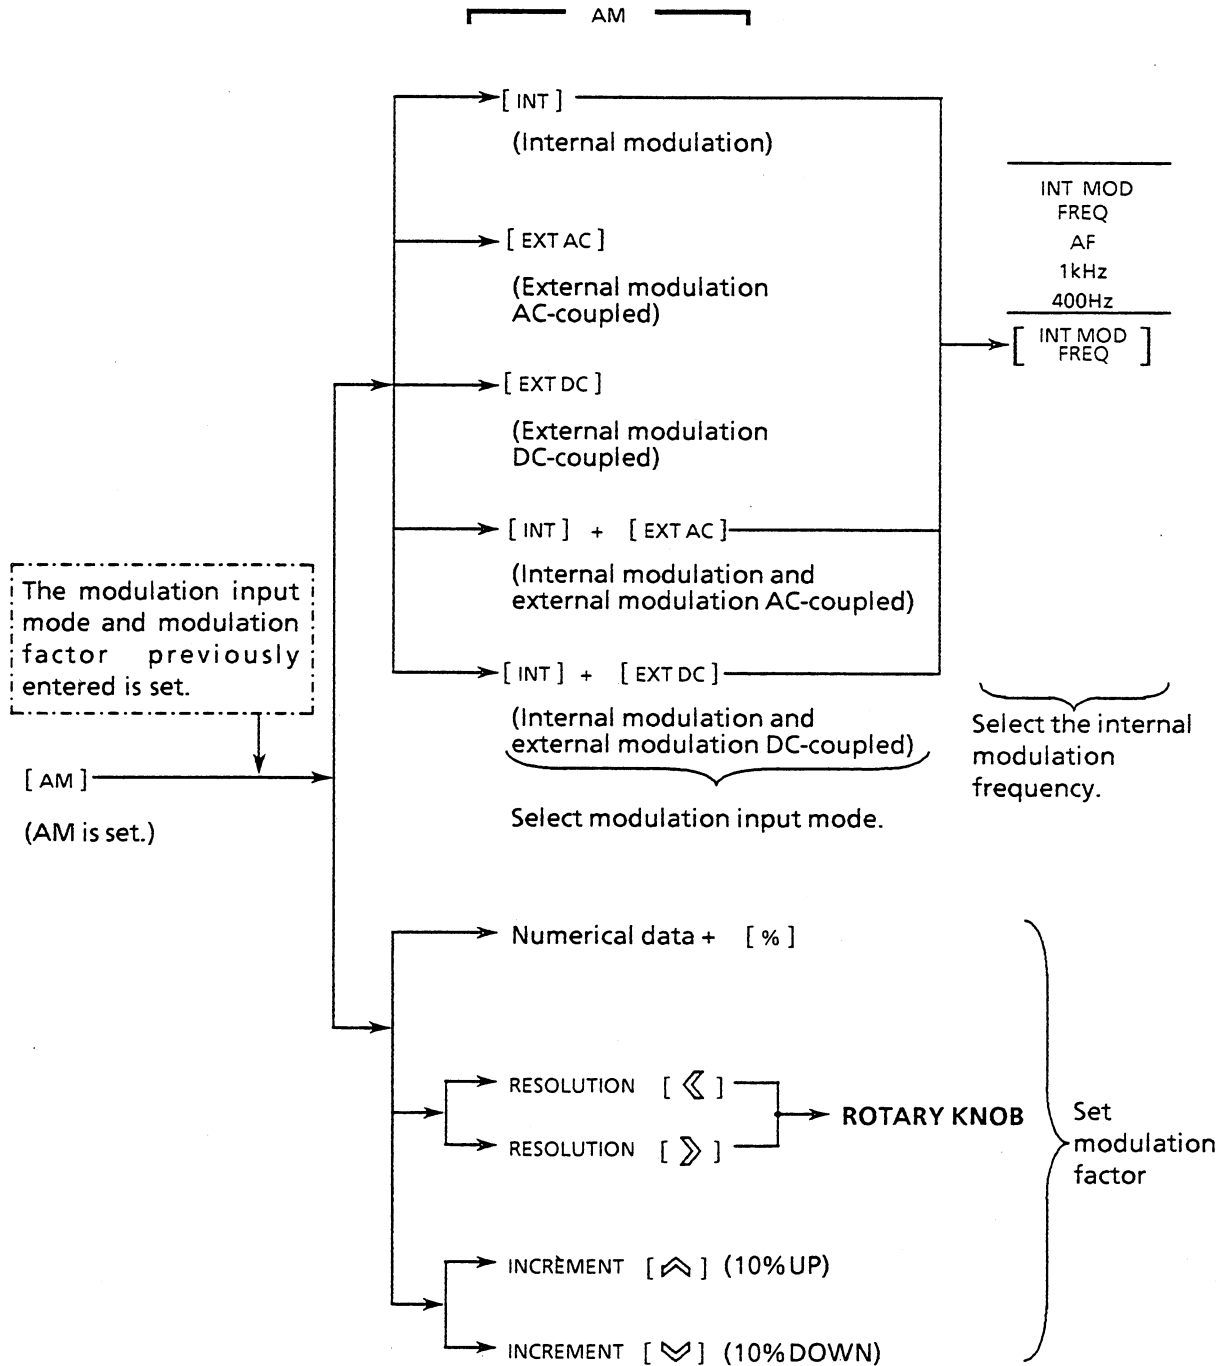 AM
[ INT ]
(Internal modulation)
[ EXT AC ]
(External modulation
AC-coupled)
[ EXT DC ]
(External modulation
DC-coupled)
[ INT ] + [ EXT AC ]
(Internal modulation and
external modulation AC-coupled)
[ INT ] + [ EXT DC ]
(Internal modulation and
external modulation DC-coupled)
Select modulation input mode.
INT MOD
FREQ
AF
1kHz
400Hz
[ INT MOD
FREQ ]
Select the internal
modulation
frequency.
The modulation input
mode and modulation
factor previously
entered is set.
[ AM ]
(AM is set.)
Numerical data + [ % ]
RESOLUTION [ ≪ ]
RESOLUTION [ ≫ ]
ROTARY KNOB
INCREMENT [ ︽ ] (10%UP)
INCREMENT [ ︾ ] (10%DOWN)
Set
modulation
factor